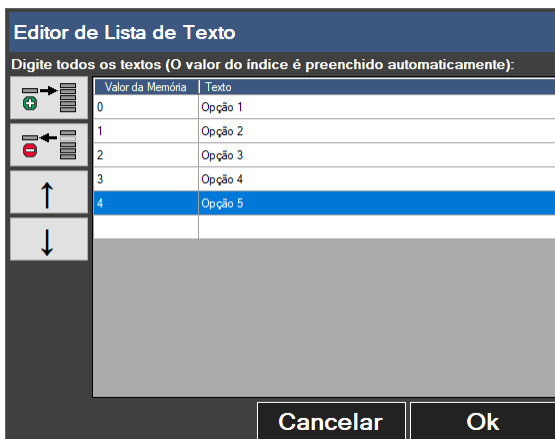 Editor de Lista de Texto
Digite todos os textos (O valor do índice é preenchido automaticamente):
Valor da Memória Texto
0 Opção 1
1 Opção 2
2 Opção 3
3 Opção 4
4 Opção 5
Cancelar Ok